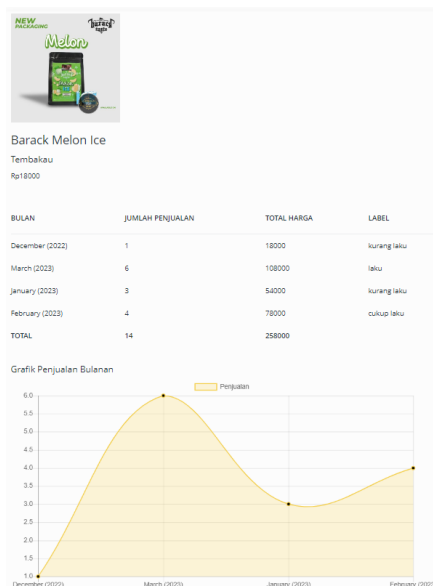 NEW
PACKAGING
Barack
Melon
Barack Melon Ice
Tembakau
Rp18000
BULAN JUMLAH PENJUALAN TOTAL HARGA LABEL
December (2022) 1 18000 kurang laku
March (2023) 6 108000 laku
January (2023) 3 54000 kurang laku
February (2023) 4 78000 cukup laku
TOTAL 14 258000
Grafik Penjualan Bulanan
Penjualan
6.0
5.5
5.0
4.5
4.0
3.5
3.0
2.5
2.0
1.5
1.0
December (2022) March (2023) January (2023) February (2023)